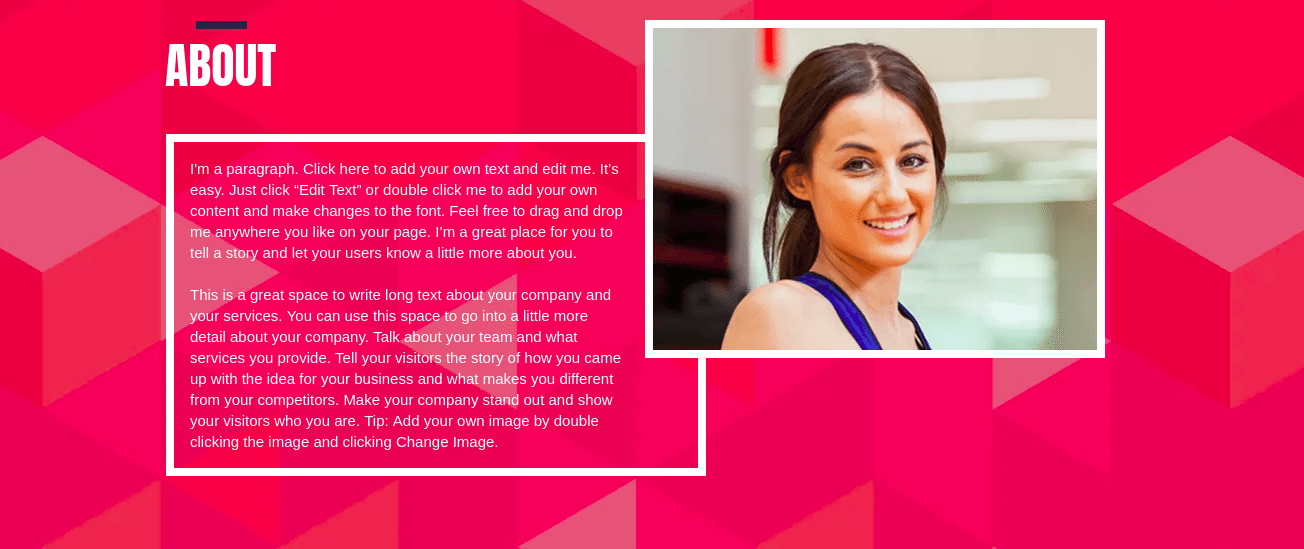 ABOUT
I'm a paragraph. Click here to add your own text and edit me. It's
easy. Just click “Edit Text” or double click me to add your own
content and make changes to the font. Feel free to drag and drop
me anywhere you like on your page. I’m a great place for you to
tell a story and let your users know a little more about you.
This is a great space to write long text about your company and
your services. You can use this space to go into a little more
detail about your company. Talk about your team and what
services you provide. Tell your visitors the story of how you came
up with the idea for your business and what makes you different
from your competitors. Make your company stand out and show
your visitors who you are. Tip: Add your own image by double
clicking the image and clicking Change Image.